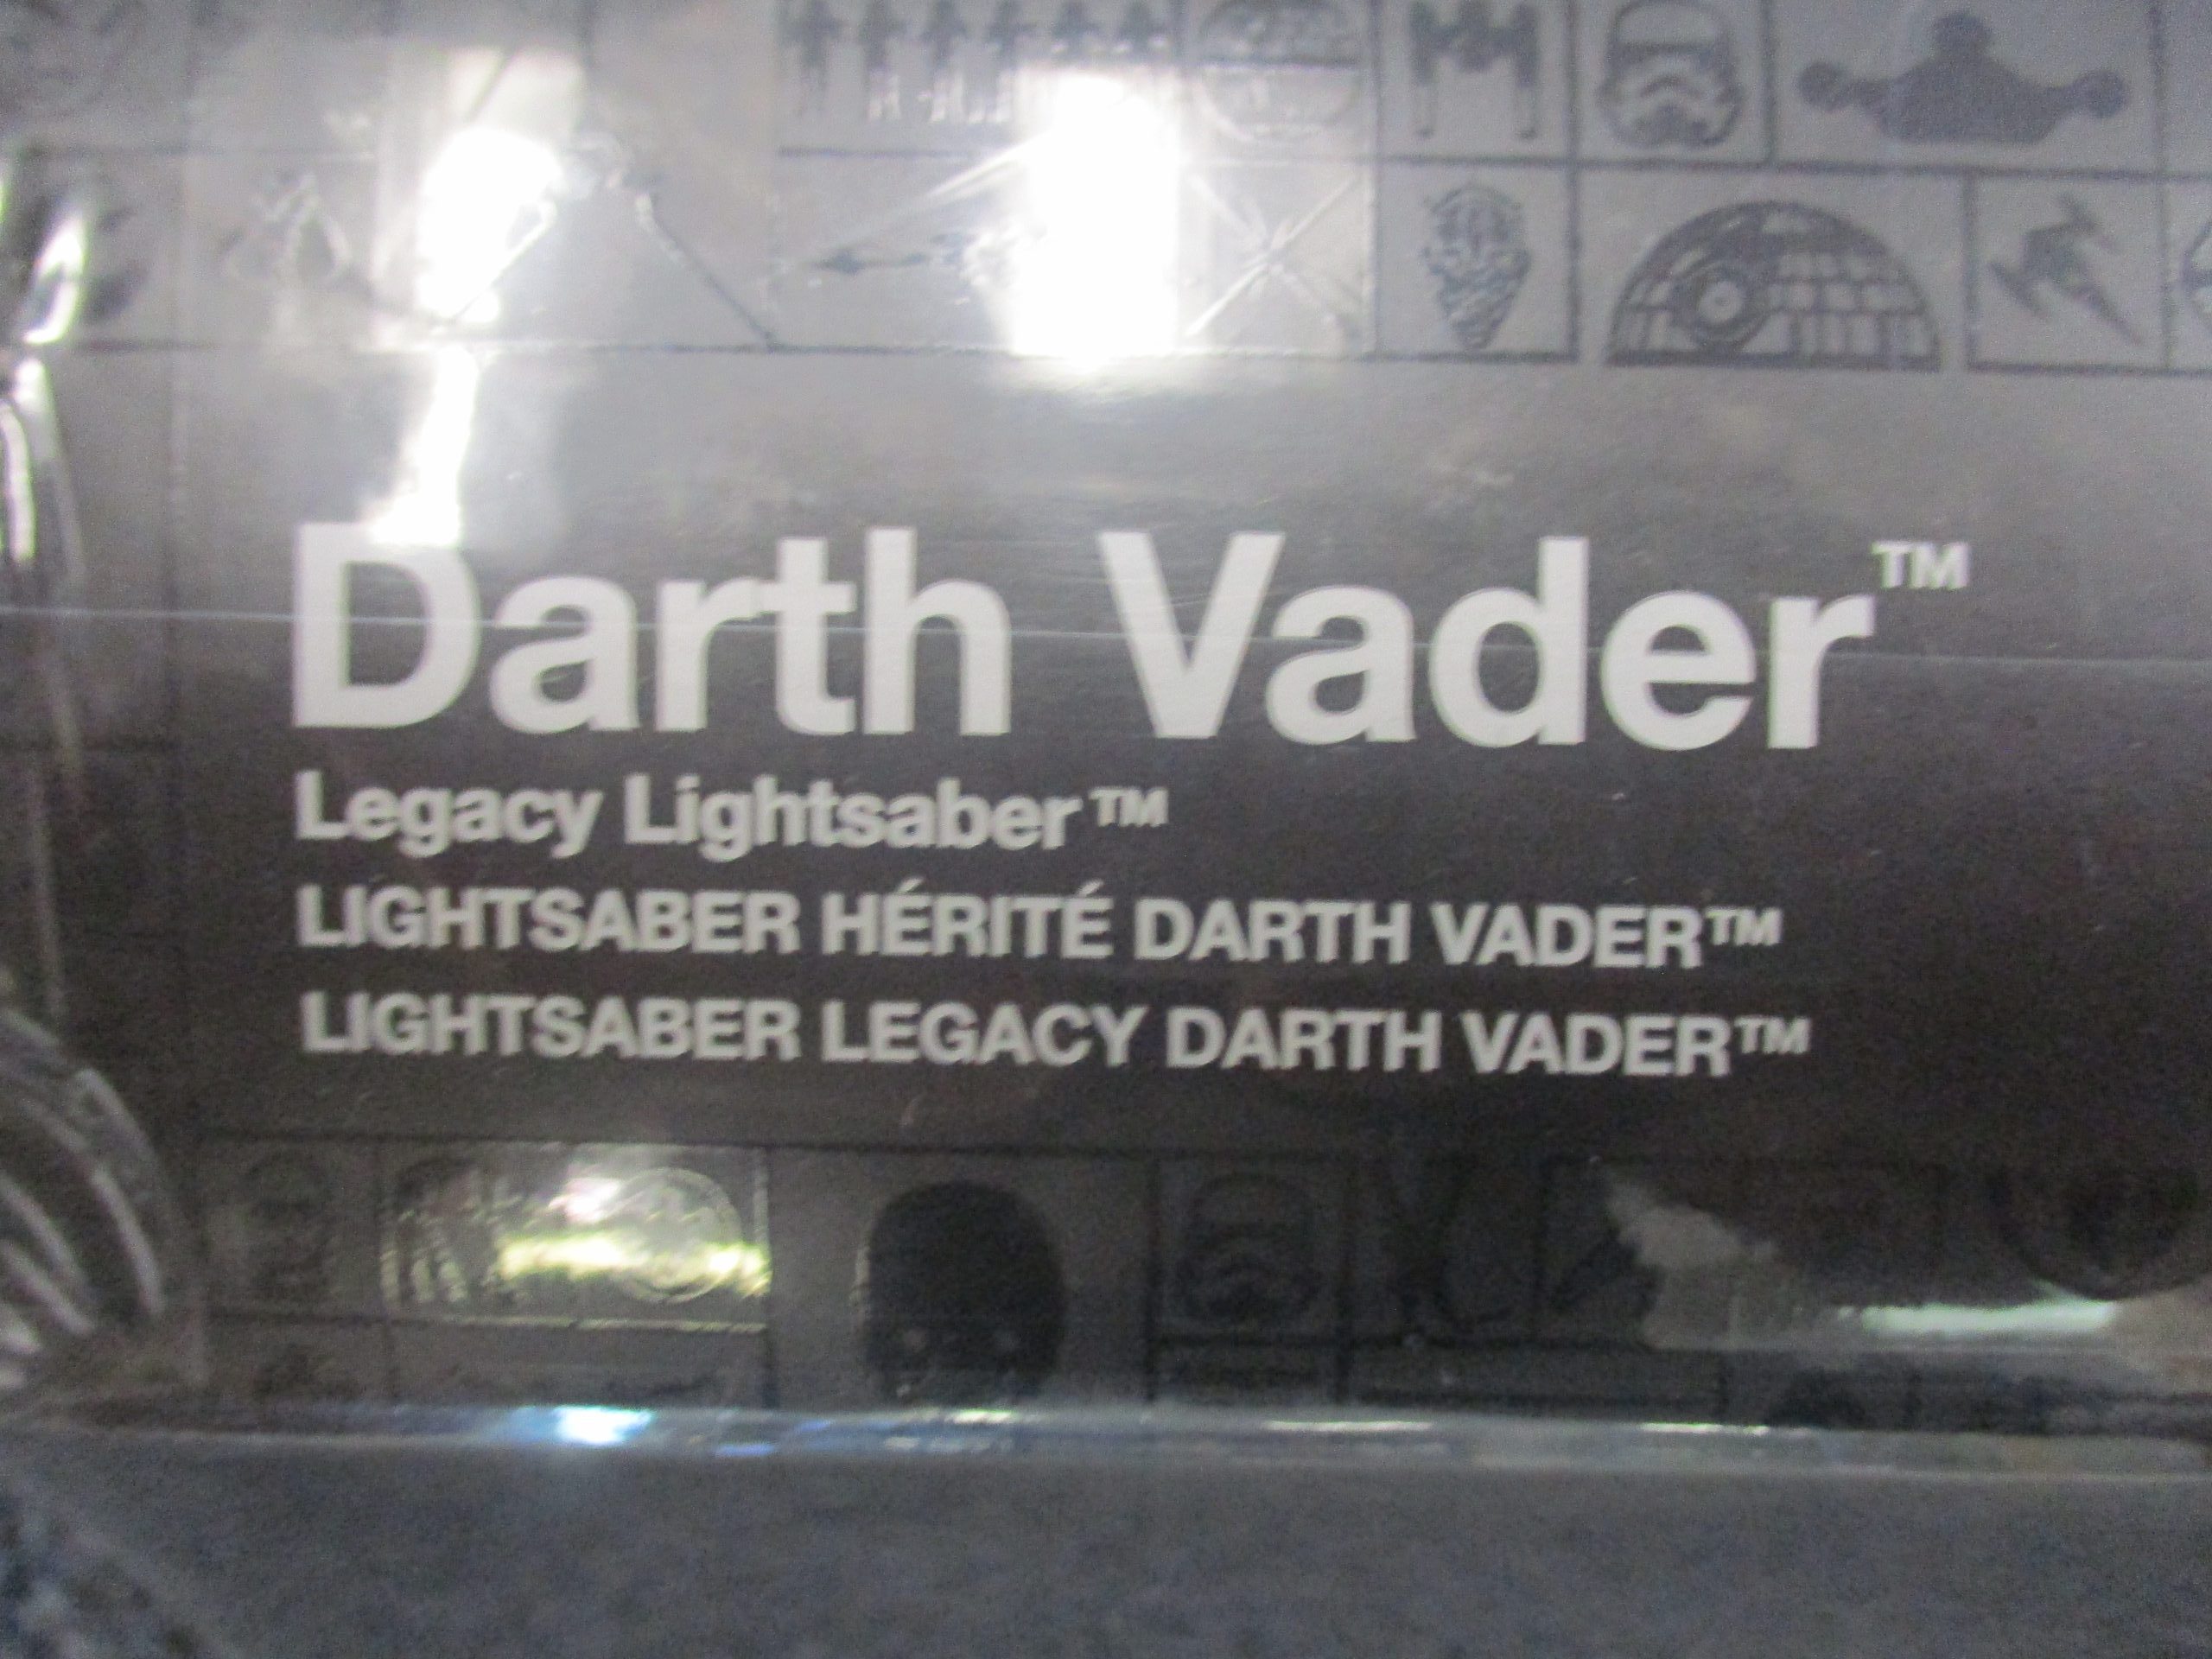 Darth Vader™
Legacy Lightsaber™
LIGHTSABER HÉRITÉ DARTH VADER™
LIGHTSABER LEGACY DARTH VADER™